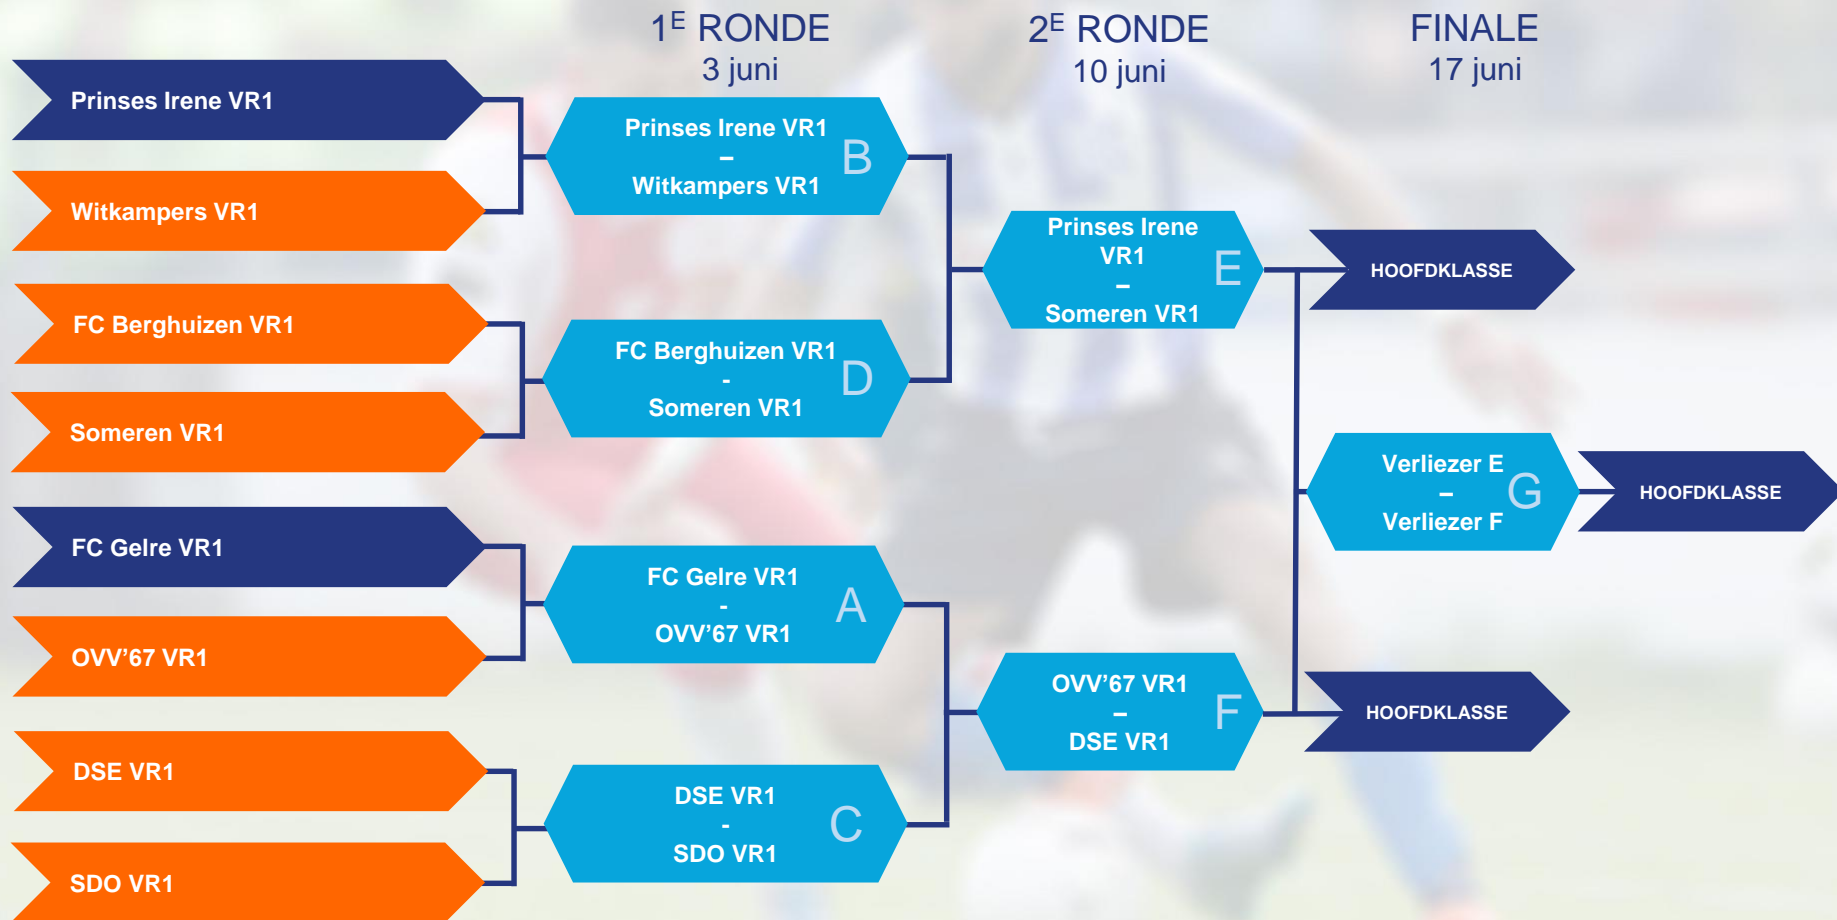 1E RONDE
3 juni
2E RONDE
10 juni
FINALE
17 juni
Prinses Irene VR1
Witkampers VR1
FC Berghuizen VR1
Someren VR1
FC Gelre VR1
OVV'67 VR1
DSE VR1
SDO VR1
Prinses Irene VR1
–
Witkampers VR1
B
FC Berghuizen VR1
-
Someren VR1
D
FC Gelre VR1
-
OVV'67 VR1
A
DSE VR1
-
SDO VR1
C
Prinses Irene
VR1
–
Someren VR1
E
OVV'67 VR1
–
DSE VR1
F
HOOFDKLASSE
Verliezer E
–
Verliezer F
G
HOOFDKLASSE
HOOFDKLASSE